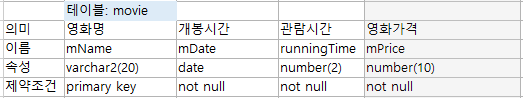 테이블: movie
의미 영화명 개봉시간 관람시간 영화가격
이름 mName mDate runningTime mPrice
속성 varchar2(20) date number(2) number(10)
제약조건 primary key not null not null not null